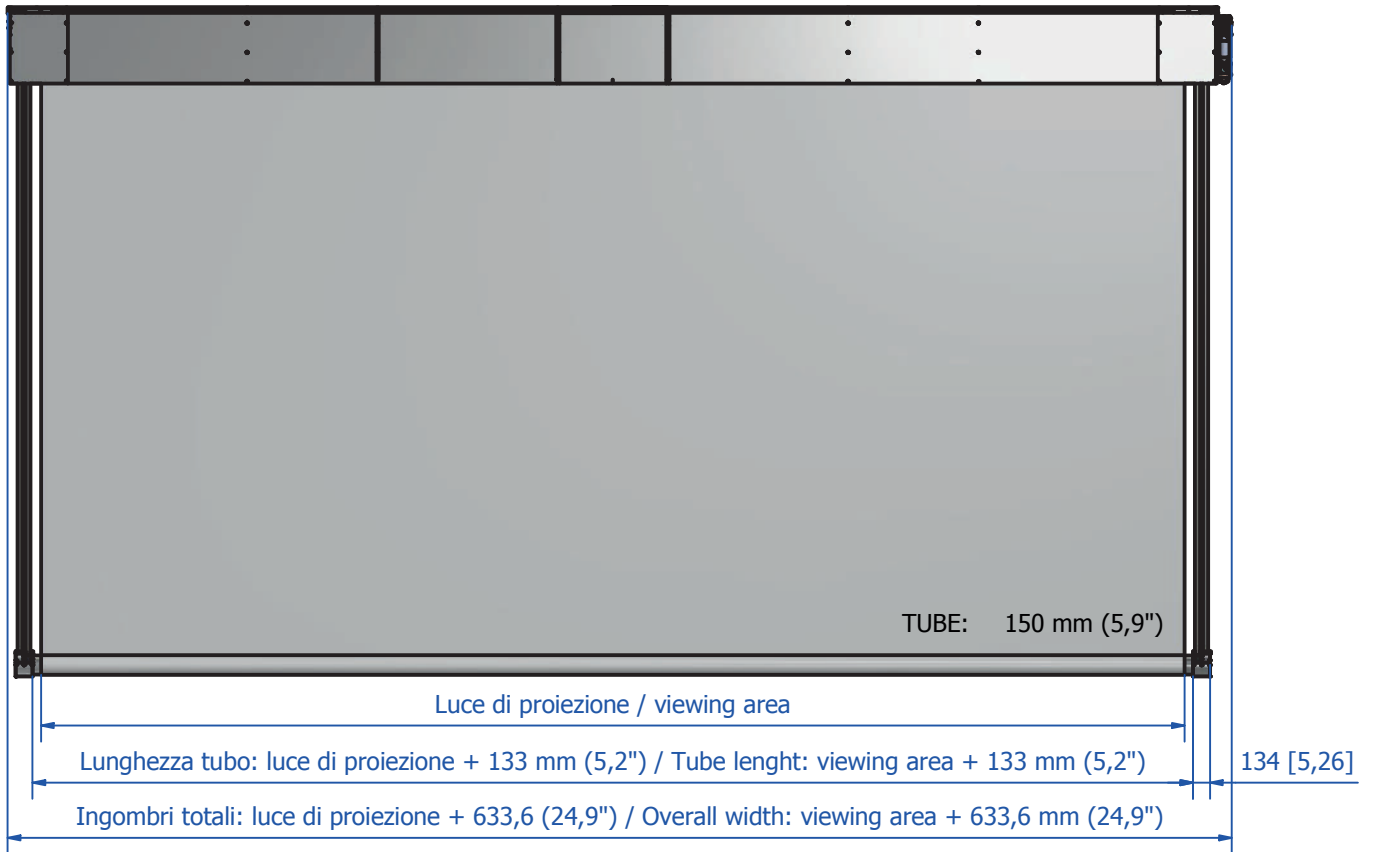 TUBE: 150 mm (5,9")
Luce di proiezione / viewing area
Lunghezza tubo: luce di proiezione + 133 mm (5,2") / Tube lenght: viewing area + 133 mm (5,2")
134 [5,26]
Ingombri totali: luce di proiezione + 633,6 (24,9") / Overall width: viewing area + 633,6 mm (24,9")